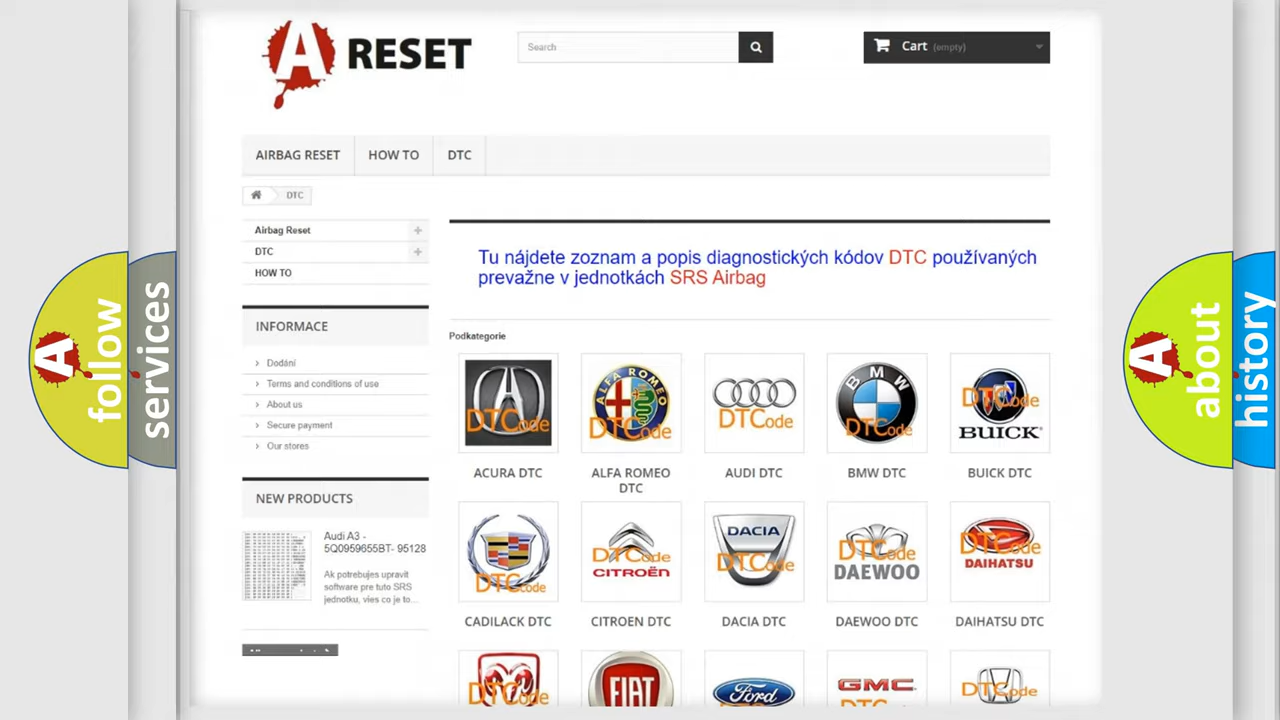 A RESET
Search
Cart (empty)
AIRBAG RESET
HOW TO
DTC
DTC
Airbag Reset
DTC
HOW TO
INFORMACE
Dodání
Terms and conditions of use
About us
Secure payment
Our stores
NEW PRODUCTS
Audi A3 -
5Q0959655BT- 95128
Ak potrebujes upravit
software pre tuto SRS
jednotku, vies co je to...
Tu nájdete zoznam a popis diagnostických kódov DTC používaných
prevažne v jednotkách SRS Airbag
Podkategorie
DTCode
ALFA ROMEO
DTCode
DTCode
BMW
DTCode
DTCode
BUICK
ACURA DTC
ALFA ROMEO
DTC
AUDI DTC
BMW DTC
BUICK DTC
DTCode
DTCode
CITROËN
DACIA
DTCode
DTCode
DAEWOO
DTCode
DAIHATSU
CADILACK DTC
CITROEN DTC
DACIA DTC
DAEWOO DTC
DAIHATSU DTC
DTCode
FIAT
Ford
GMC
DTCode
A follow
services
A about
history